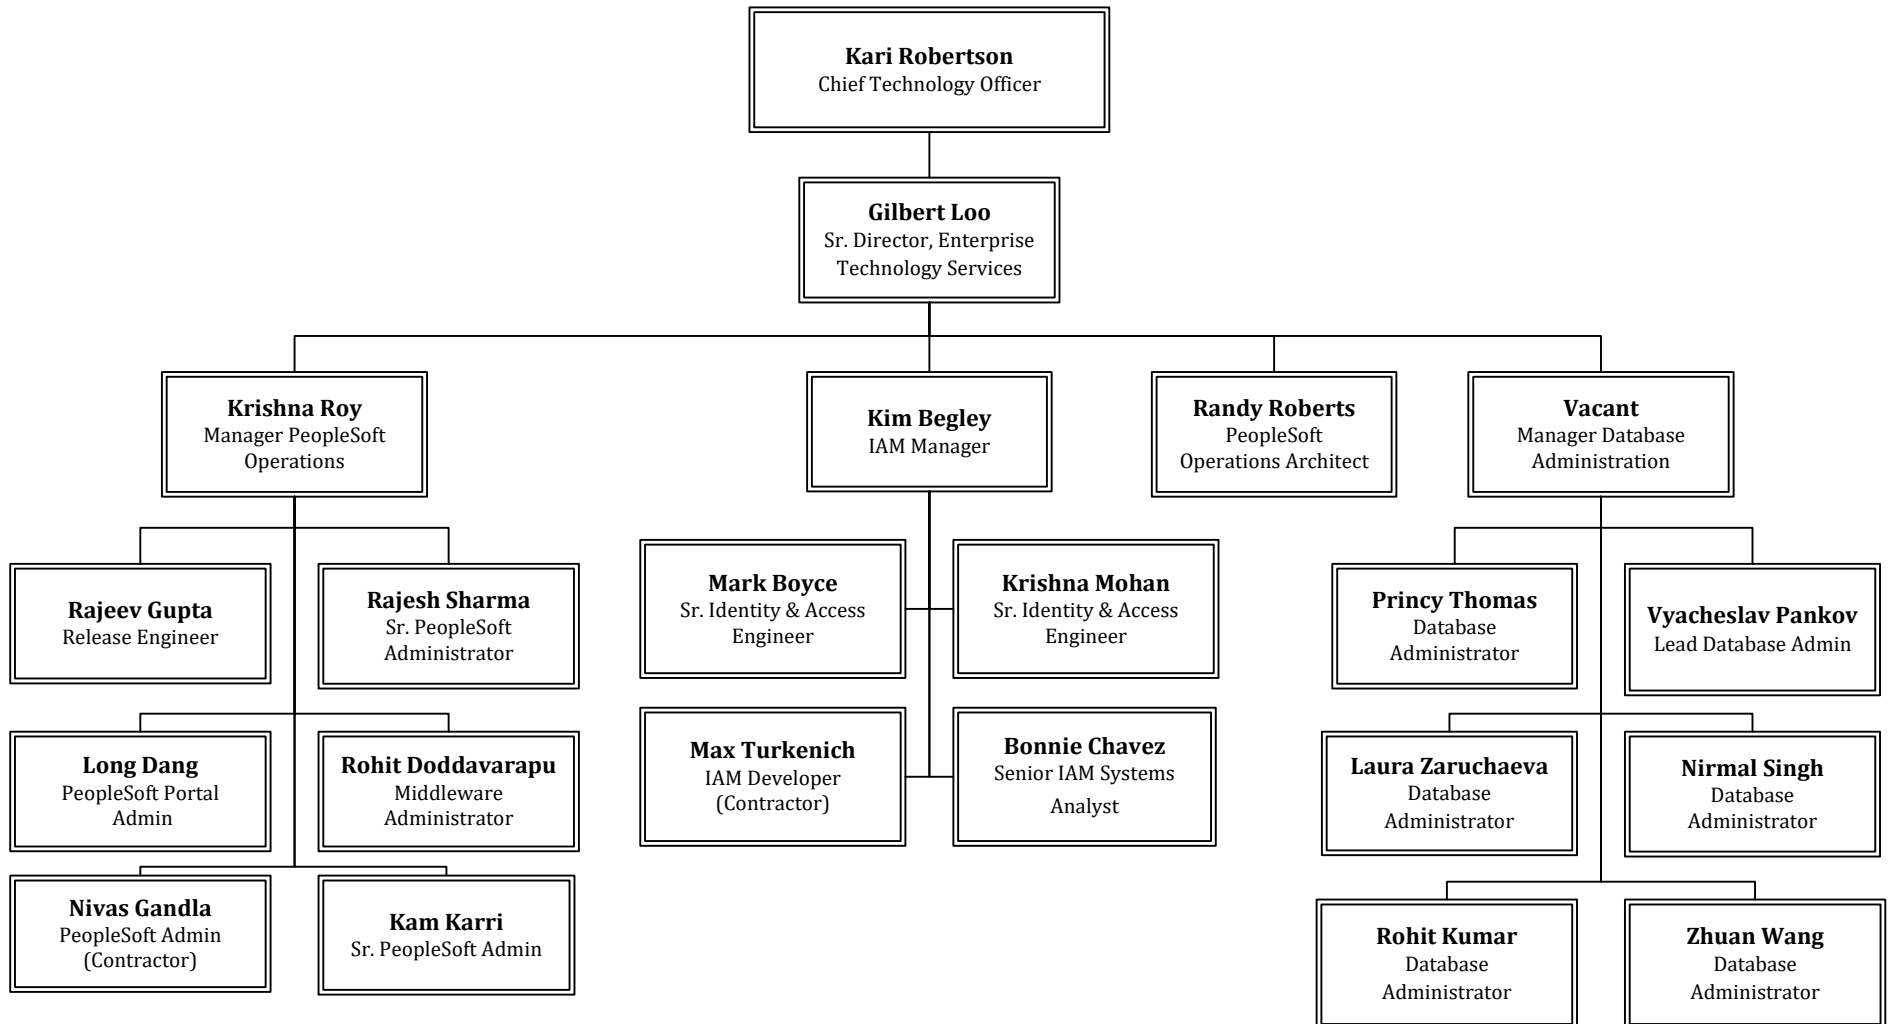 Kari Robertson
Chief Technology Officer
Gilbert Loo
Sr. Director, Enterprise
Technology Services
Krishna Roy
Manager PeopleSoft
Operations
Kim Begley
IAM Manager
Randy Roberts
PeopleSoft
Operations Architect
Vacant
Manager Database
Administration
Rajeev Gupta
Release Engineer
Rajesh Sharma
Sr. PeopleSoft
Administrator
Mark Boyce
Sr. Identity & Access
Engineer
Krishna Mohan
Sr. Identity & Access
Engineer
Princy Thomas
Database
Administrator
Vyacheslav Pankov
Lead Database Admin
Long Dang
PeopleSoft Portal
Admin
Rohit Doddavarapu
Middleware
Administrator
Max Turkenich
IAM Developer
(Contractor)
Bonnie Chavez
Senior IAM Systems
Analyst
Laura Zaruchaeva
Database
Administrator
Nirmal Singh
Database
Administrator
Nivas Gandla
PeopleSoft Admin
(Contractor)
Kam Karri
Sr. PeopleSoft Admin
Rohit Kumar
Database
Administrator
Zhuan Wang
Database
Administrator